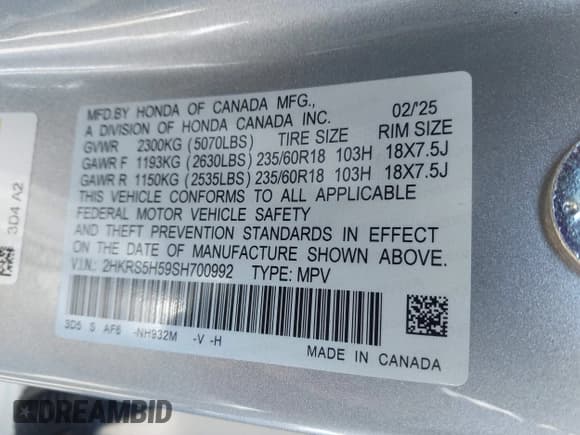 MFD.BY HONDA OF CANADA MFG., 02/'25
A DIVISION OF HONDA CANADA INC.
GVWR 2300KG (5070LBS) TIRE SIZE RIM SIZE
GAWR F 1193KG (2630LBS) 235/60R18 103H 18X7.5J
GAWR R 1150KG (2535LBS) 235/60R18 103H 18X7.5J
THIS VEHICLE CONFORMS TO ALL APPLICABLE
FEDERAL MOTOR VEHICLE SAFETY
AND THEFT PREVENTION STANDARDS IN EFFECT
ON THE DATE OF MANUFACTURE SHOWN ABOVE.
V.I.N.: 2HKRS5H59SH700992 TYPE: MPV
3D5 S AF6 -NH932M -V -H
MADE IN CANADA
3D4 A2
DREAMBID